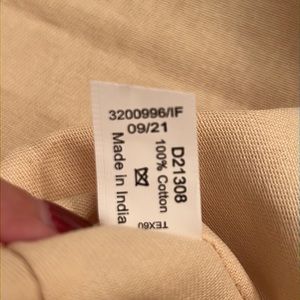 3200996/IF
09/21
D21308
100% Cotton
Made in India
TEX60